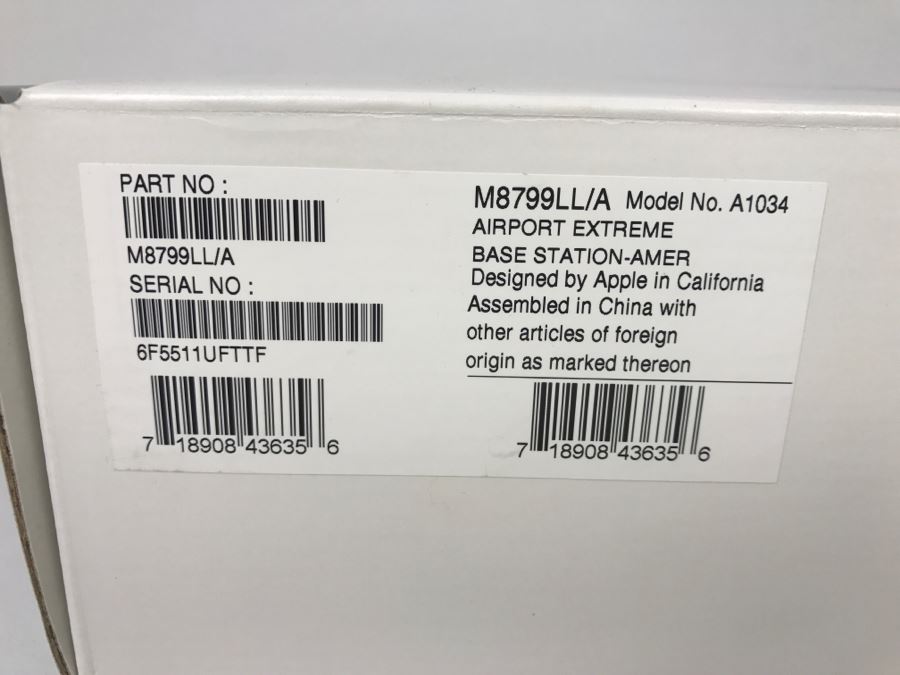 PART NO :
M8799LL/A
SERIAL NO :
6F5511UFTTF
7 18908 43635 6
M8799LL/A Model No. A1034
AIRPORT EXTREME
BASE STATION-AMER
Designed by Apple in California
Assembled in China with
other articles of foreign
origin as marked thereon
7 18908 43635 6